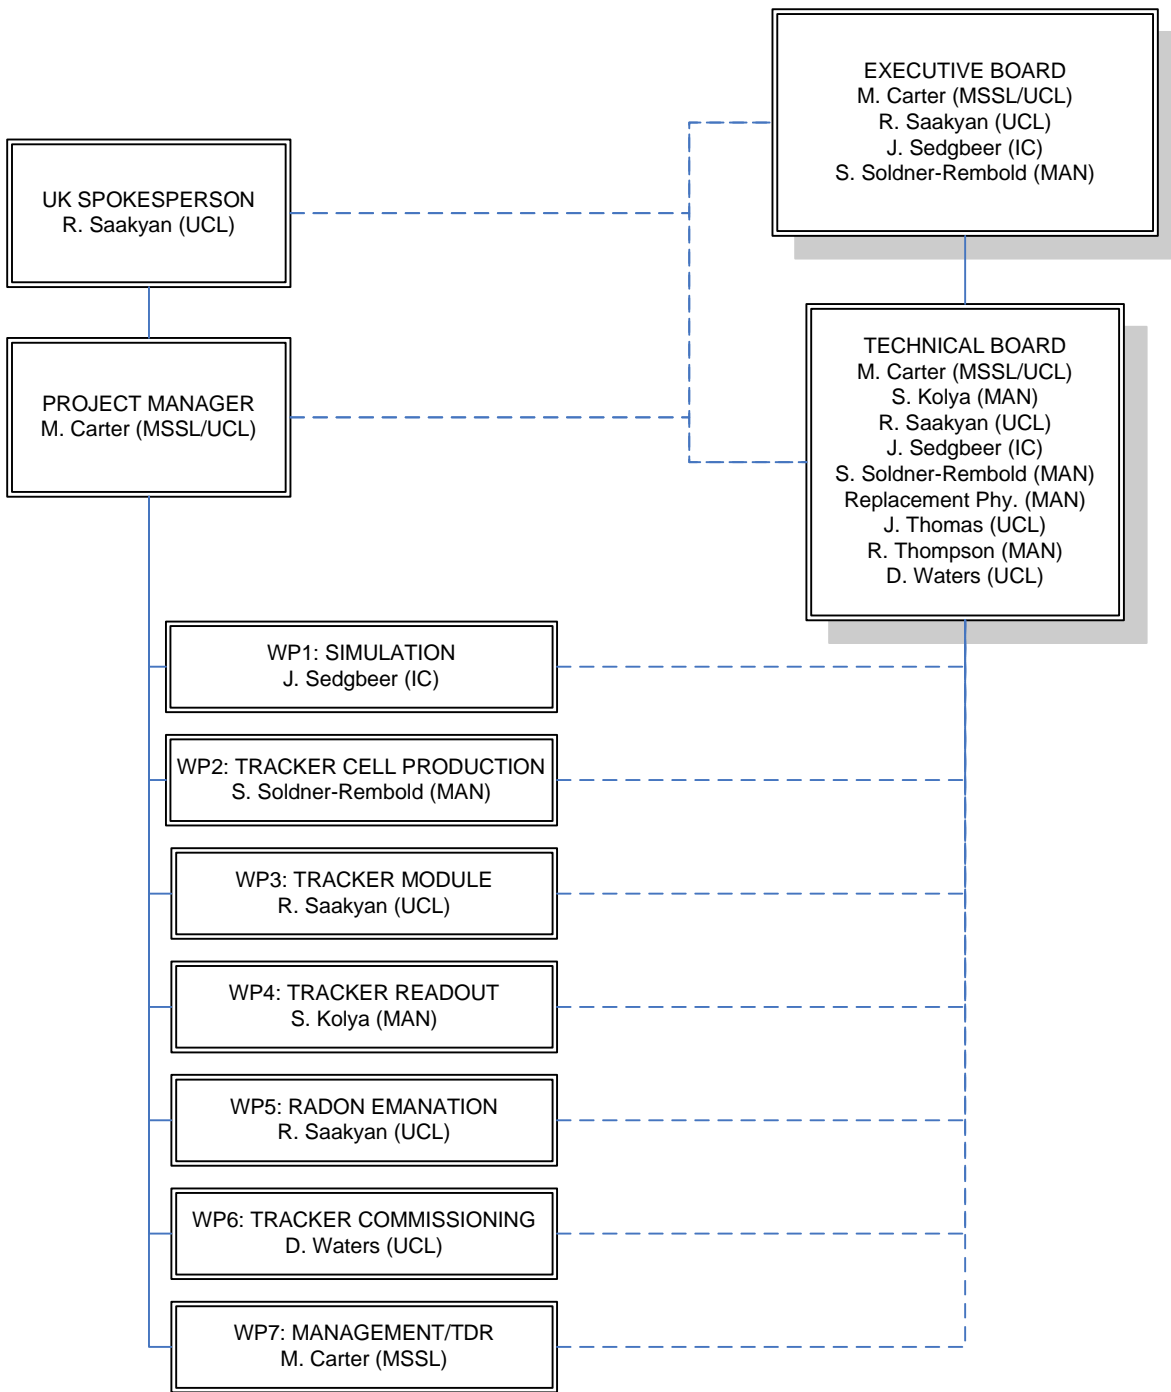 EXECUTIVE BOARD
M. Carter (MSSL/UCL)
R. Saakyan (UCL)
J. Sedgbeer (IC)
S. Soldner-Rembold (MAN)
UK SPOKESPERSON
R. Saakyan (UCL)
PROJECT MANAGER
M. Carter (MSSL/UCL)
TECHNICAL BOARD
M. Carter (MSSL/UCL)
S. Kolya (MAN)
R. Saakyan (UCL)
J. Sedgbeer (IC)
S. Soldner-Rembold (MAN)
Replacement Phy. (MAN)
J. Thomas (UCL)
R. Thompson (MAN)
D. Waters (UCL)
WP1: SIMULATION
J. Sedgbeer (IC)
WP2: TRACKER CELL PRODUCTION
S. Soldner-Rembold (MAN)
WP3: TRACKER MODULE
R. Saakyan (UCL)
WP4: TRACKER READOUT
S. Kolya (MAN)
WP5: RADON EMANATION
R. Saakyan (UCL)
WP6: TRACKER COMMISSIONING
D. Waters (UCL)
WP7: MANAGEMENT/TDR
M. Carter (MSSL)